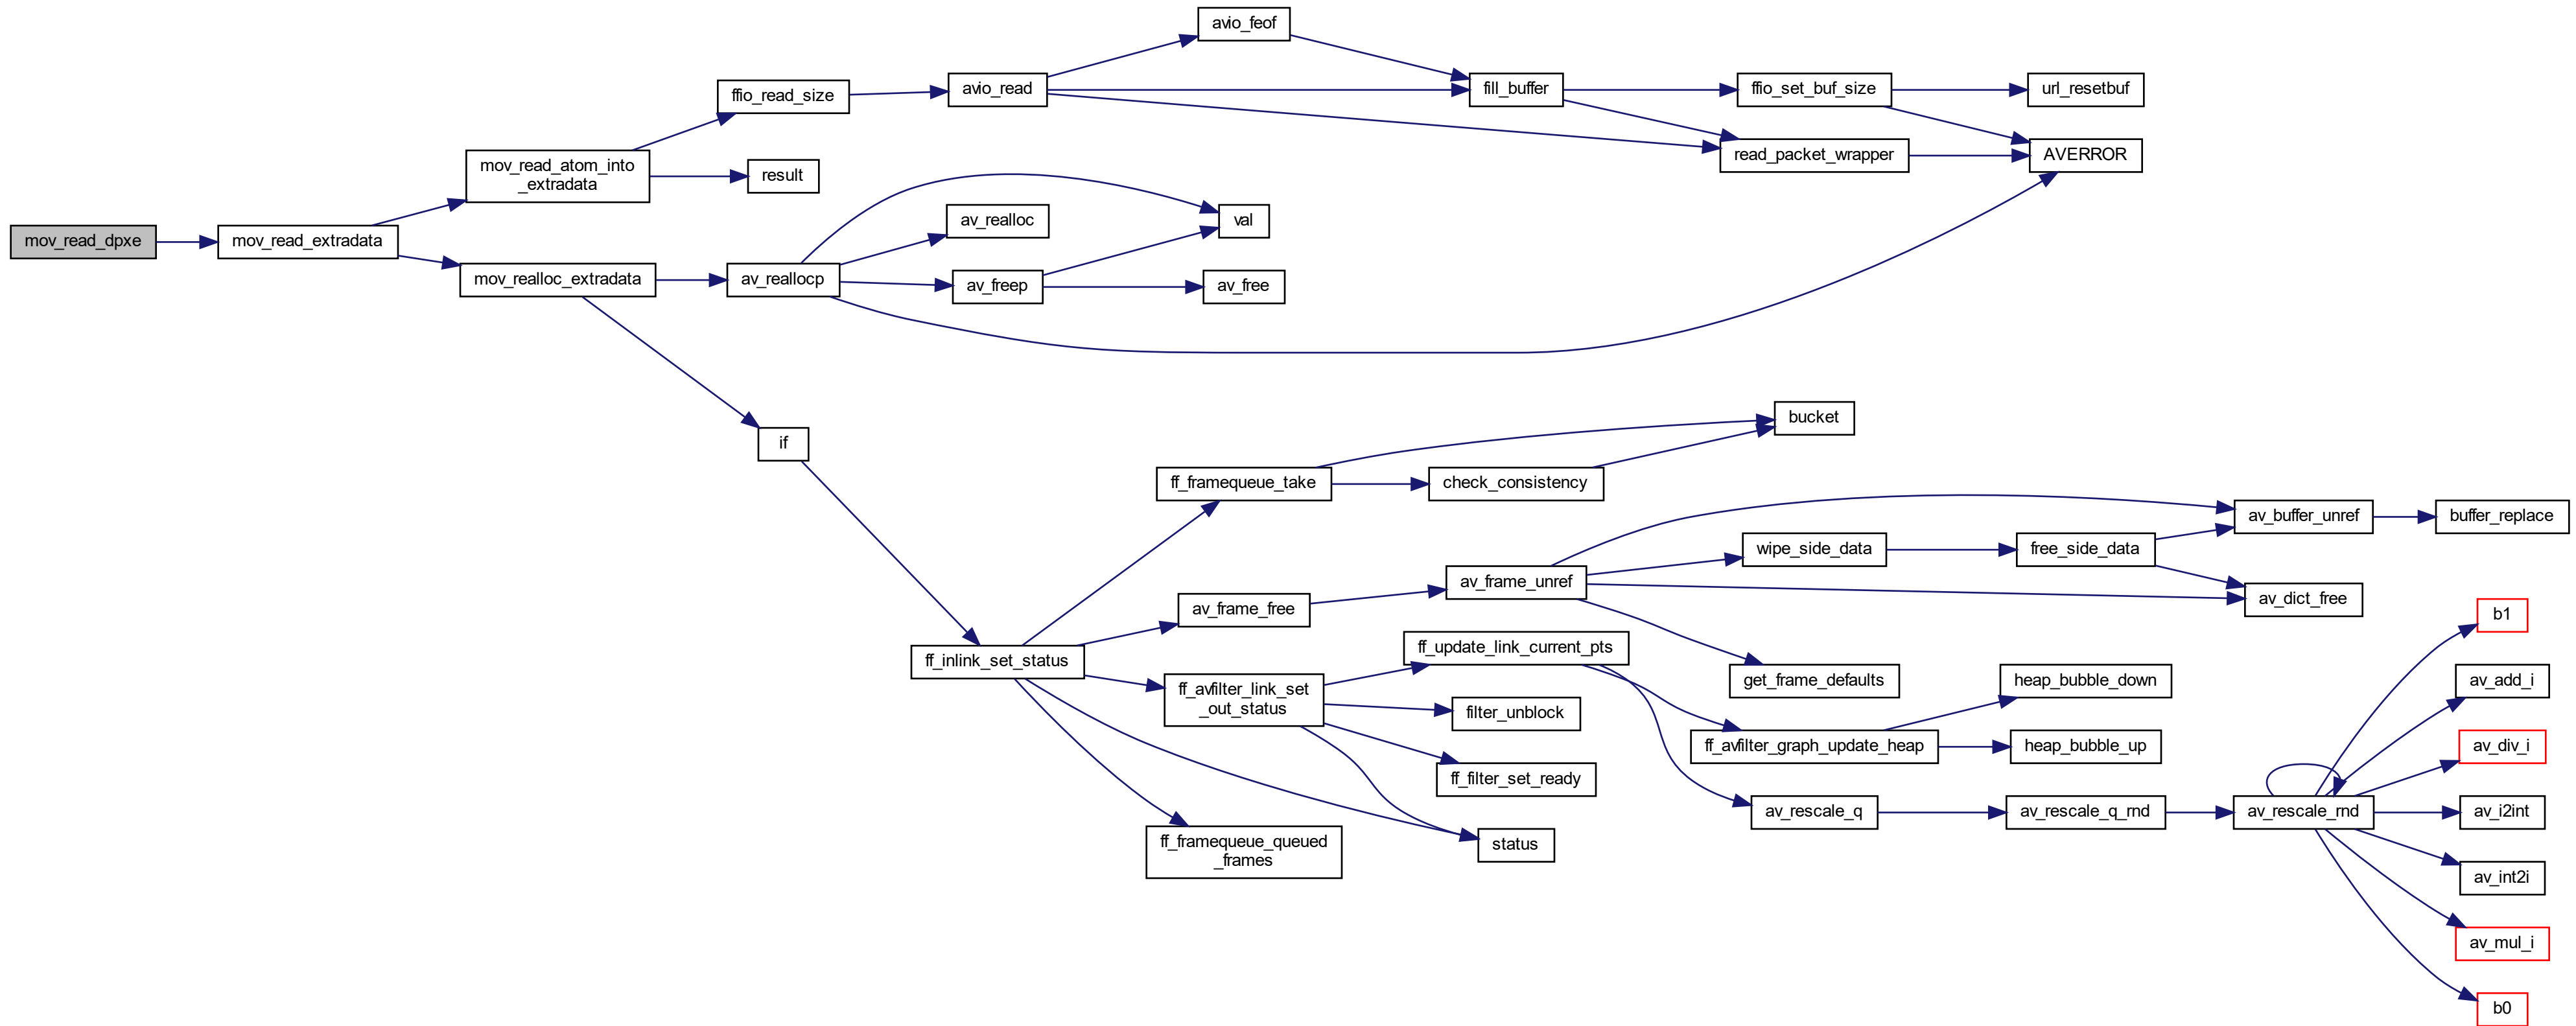 avio_feof
ffio_read_size
avio_read
fill_buffer
ffio_set_buf_size
url_resetbuf
mov_read_atom_into
_extradata
result
read_packet_wrapper
AVERROR
mov_read_dpxe
mov_read_extradata
av_realloc
val
mov_realloc_extradata
av_reallocp
av_freep
av_free
if
bucket
ff_framequeue_take
check_consistency
av_buffer_unref
buffer_replace
wipe_side_data
free_side_data
av_frame_unref
av_dict_free
av_frame_free
b1
ff_inlink_set_status
ff_update_link_current_pts
get_frame_defaults
heap_bubble_down
av_add_i
ff_avfilter_link_set
_out_status
filter_unblock
ff_avfilter_graph_update_heap
heap_bubble_up
av_div_i
ff_filter_set_ready
av_rescale_q
av_rescale_q_rnd
av_rescale_rnd
av_i2int
ff_framequeue_queued
_frames
status
av_int2i
av_mul_i
b0